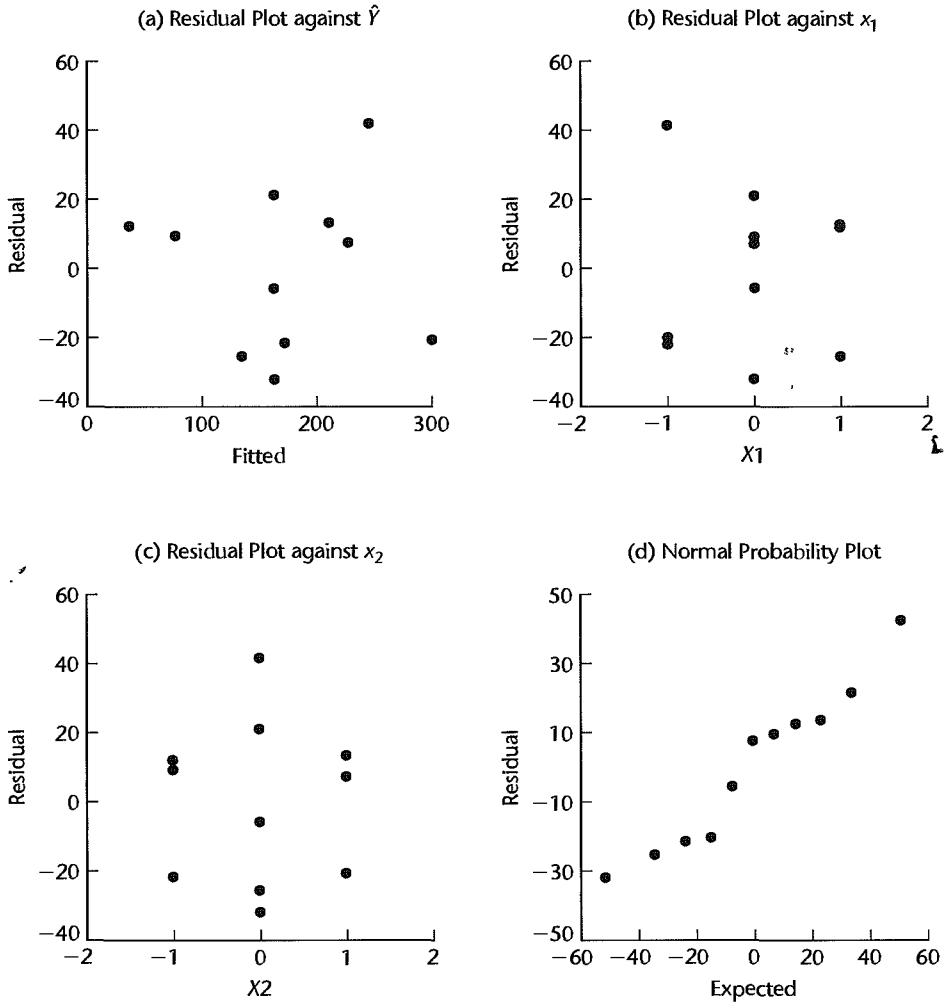 (a) Residual Plot against Ŷ
60
40
20
0
−20
−40
Residual
0 100 200 300
Fitted
(b) Residual Plot against x1
60
40
20
0
−20
−40
Residual
−2 −1 0 1 2
X1
(c) Residual Plot against x2
60
40
20
0
−20
−40
Residual
−2 −1 0 1 2
X2
(d) Normal Probability Plot
50
30
10
−10
−30
−50
Residual
−60 −40 −20 0 20 40 60
Expected